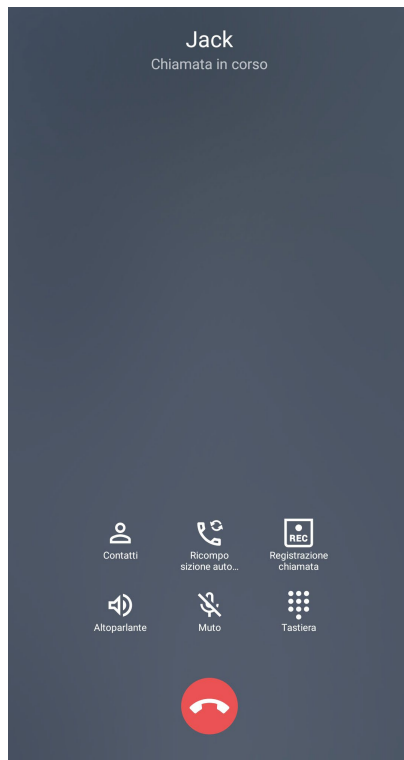 Jack
Chiamata in corso
Contatti
Ricompo
sizione auto...
REC
Registrazione
chiamata
Altoparlante
Muto
Tastiera